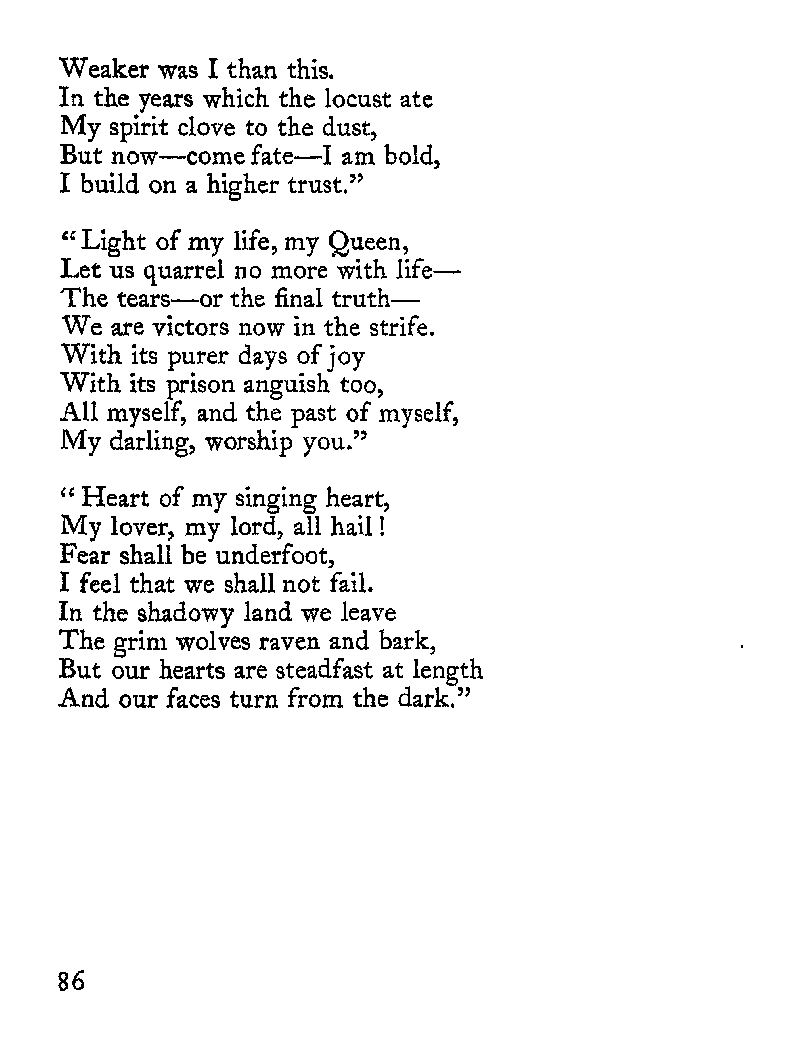 Weaker was I than this.
In the years which the locust ate
My spirit clove to the dust,
But now—come fate—I am bold,
I build on a higher trust.”

“Light of my life, my Queen,
Let us quarrel no more with life—
The tears—or the final truth—
We are victors now in the strife.
With its purer days of joy
With its prison anguish too,
All myself, and the past of myself,
My darling, worship you.”

“Heart of my singing heart,
My lover, my lord, all hail!
Fear shall be underfoot,
I feel that we shall not fail.
In the shadowy land we leave
The grim wolves raven and bark,
But our hearts are steadfast at length
And our faces turn from the dark.”

86